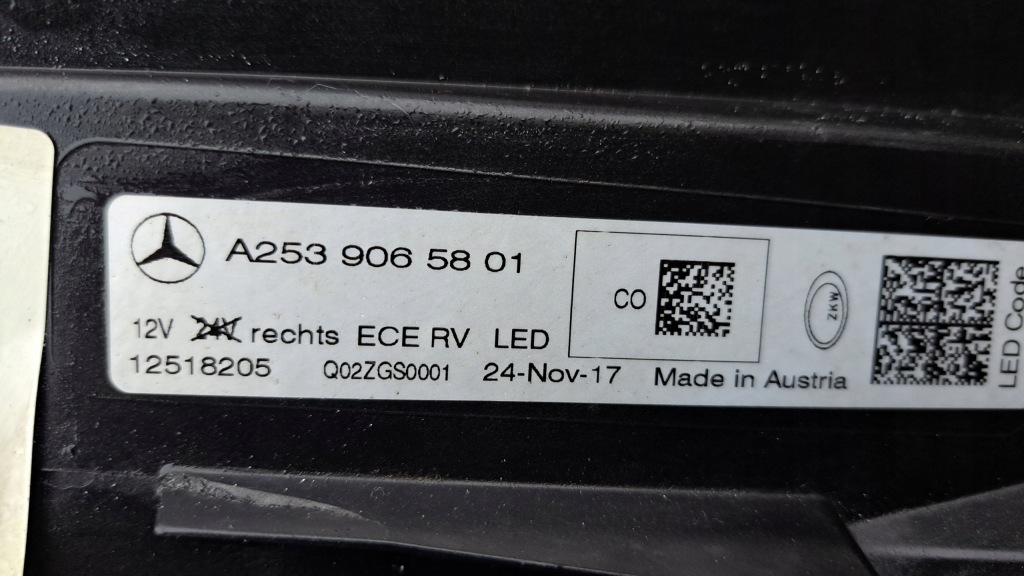 A253 906 58 01
CO
MKZ
LED Code
12V 24V rechts ECE RV LED
12518205 Q02ZGS0001 24-Nov-17 Made in Austria